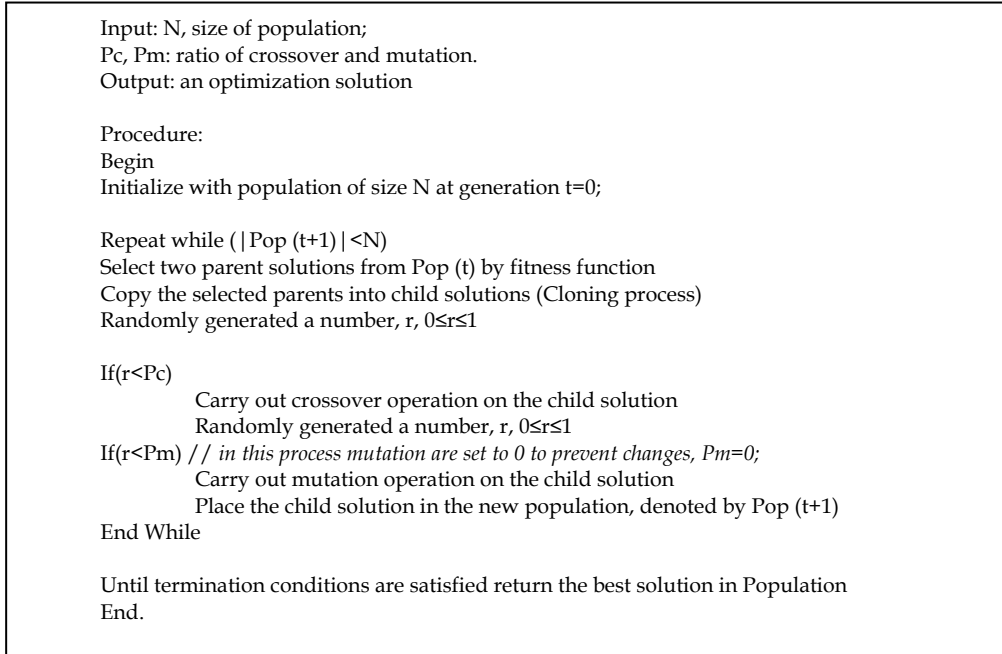 Input: N, size of population;
Pc, Pm: ratio of crossover and mutation.
Output: an optimization solution
Procedure:
Begin
Initialize with population of size N at generation t=0;
Repeat while (|Pop (t+1)|<N)
Select two parent solutions from Pop (t) by fitness function
Copy the selected parents into child solutions (Cloning process)
Randomly generated a number, r, 0≤r≤1
If(r<Pc)
Carry out crossover operation on the child solution
Randomly generated a number, r, 0≤r≤1
If(r<Pm) // in this process mutation are set to 0 to prevent changes, Pm=0;
Carry out mutation operation on the child solution
Place the child solution in the new population, denoted by Pop (t+1)
End While
Until termination conditions are satisfied return the best solution in Population
End.